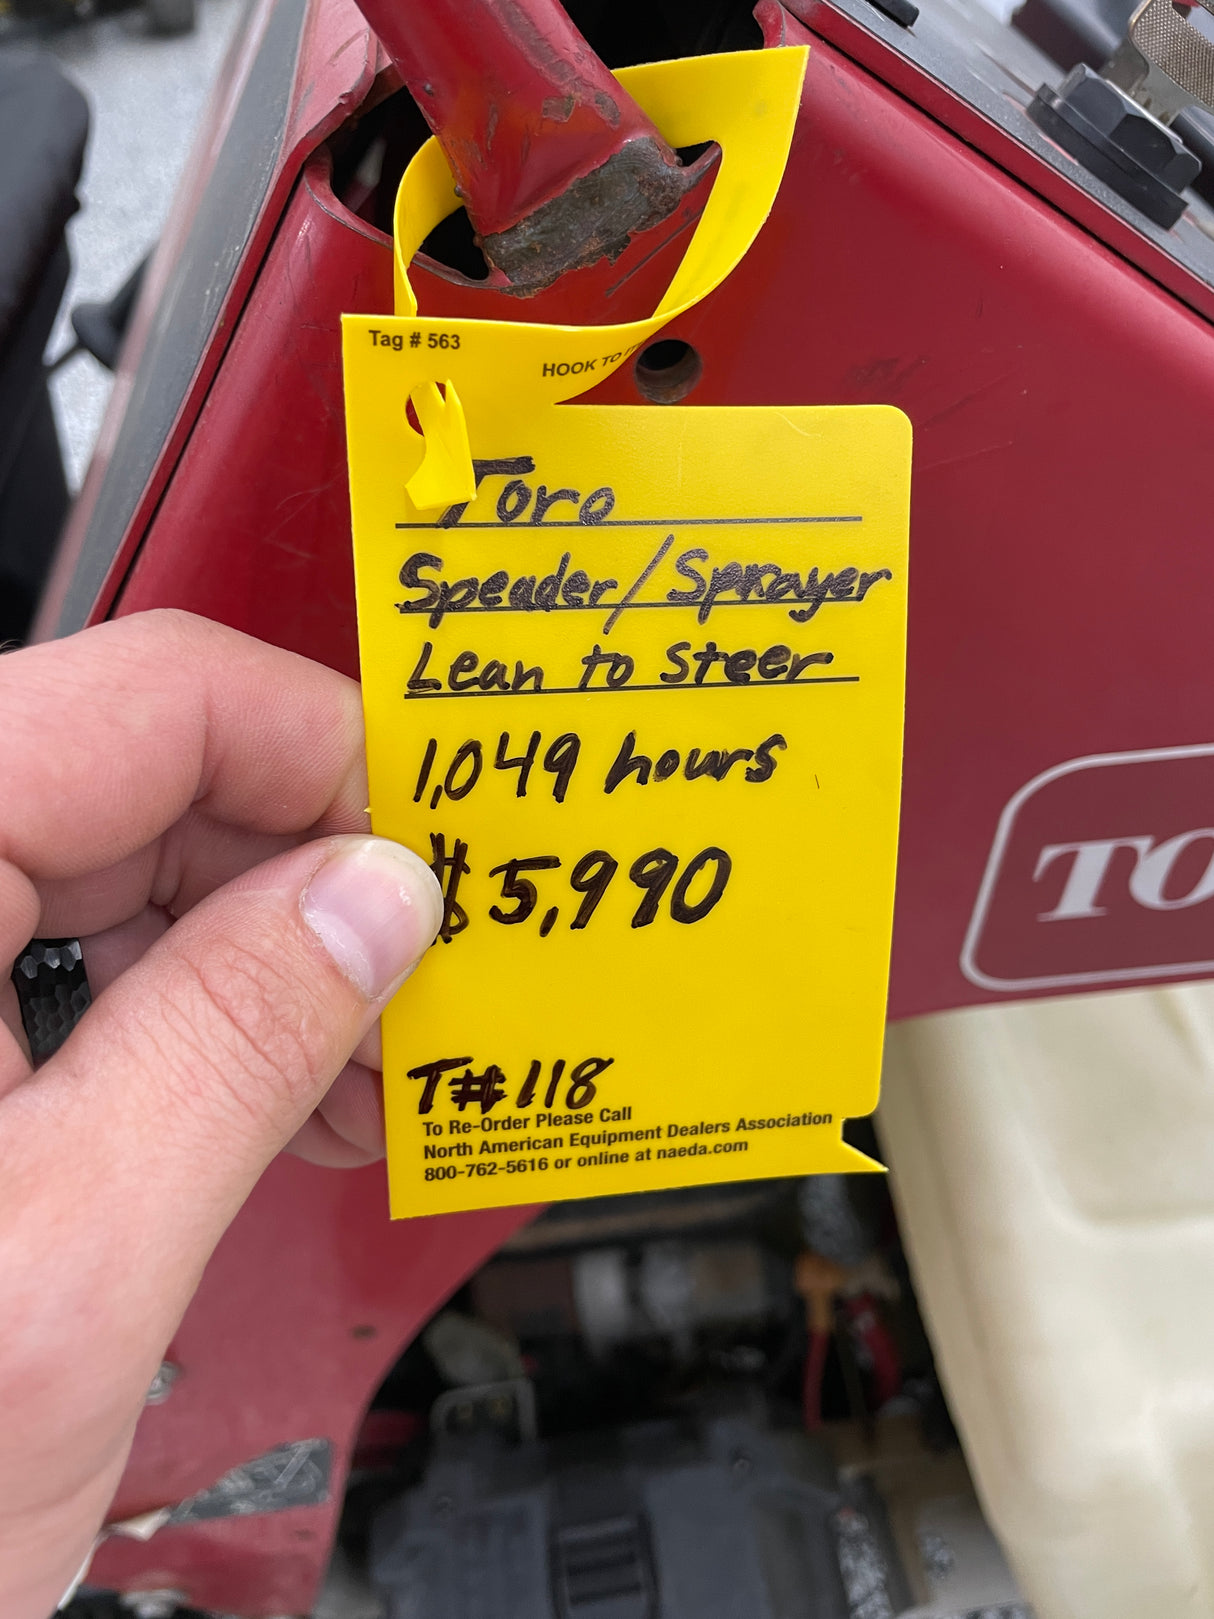 Tag # 563
HOOK TO
Toro
Speader/Sprayer
Lean to Steer
1,049 hours
$5,990
T#118
To Re-Order Please Call
North American Equipment Dealers Association
800-762-5616 or online at naeda.com
TO